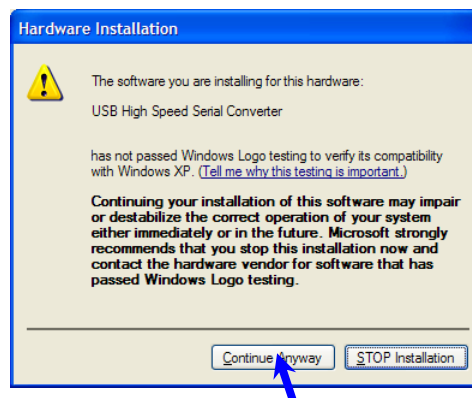 Hardware Installation
The software you are installing for this hardware:
USB High Speed Serial Converter
has not passed Windows Logo testing to verify its compatibility
with Windows XP. (Tell me why this testing is important.)
Continuing your installation of this software may impair
or destabilize the correct operation of your system
either immediately or in the future. Microsoft strongly
recommends that you stop this installation now and
contact the hardware vendor for software that has
passed Windows Logo testing.
Continue Anyway STOP Installation